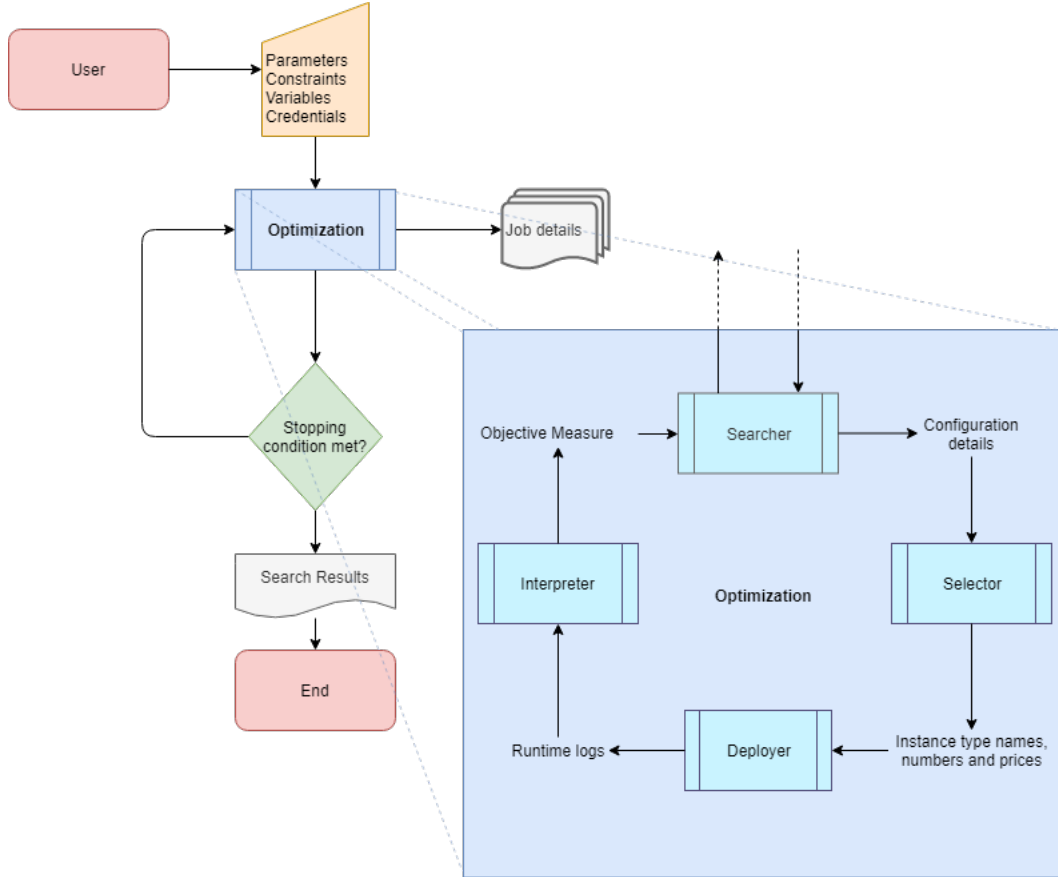 User
Parameters
Constraints
Variables
Credentials
Optimization
Job details
Stopping
condition met?
Search Results
End
Objective Measure
Searcher
Configuration
details
Interpreter
Optimization
Selector
Runtime logs
Deployer
Instance type names,
numbers and prices